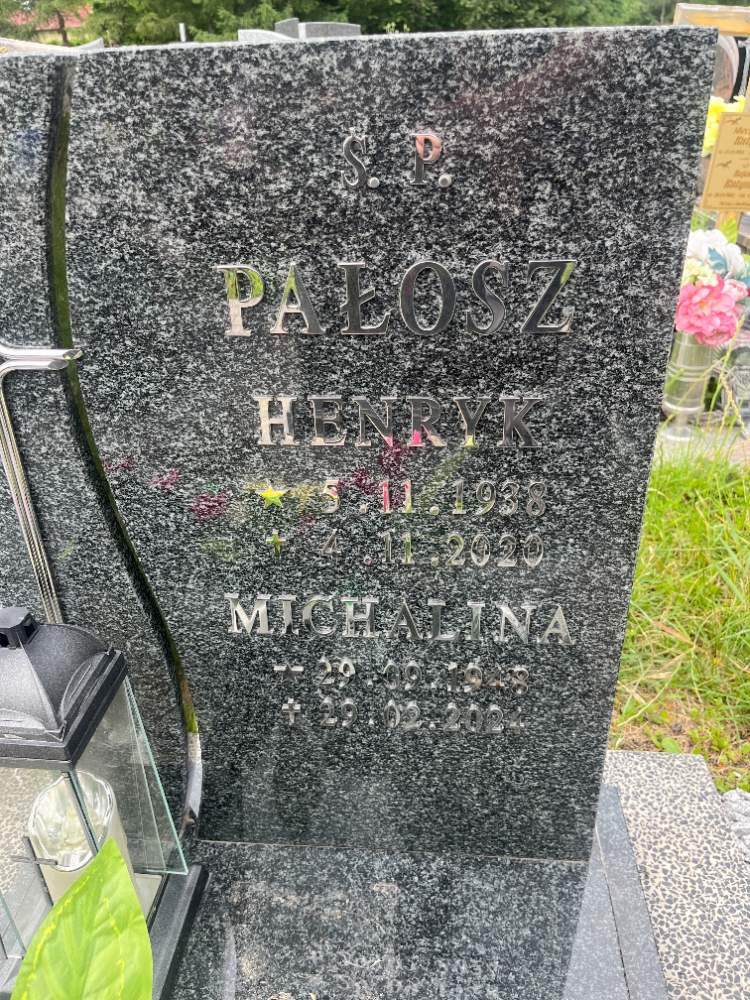 S. P.
PAŁOSZ
HENRYK
★ 5.11.1938
✝ 4.11.2020
MICHALINA
★ 29.09.1948
✝ 29.02.2024